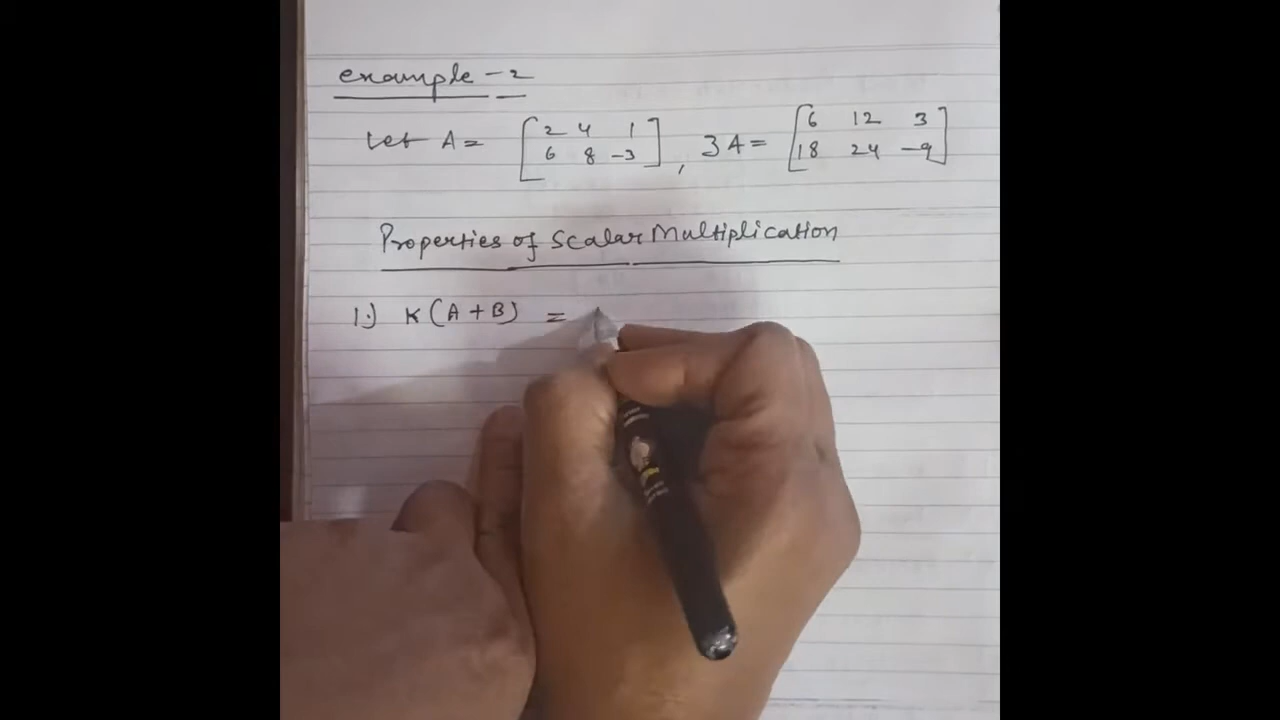 example - 2
Let A = [2 4 1
6 8 -3], 3A = [6 12 3
18 24 -9]
Properties of Scalar Multiplication
1.) K(A+B) =